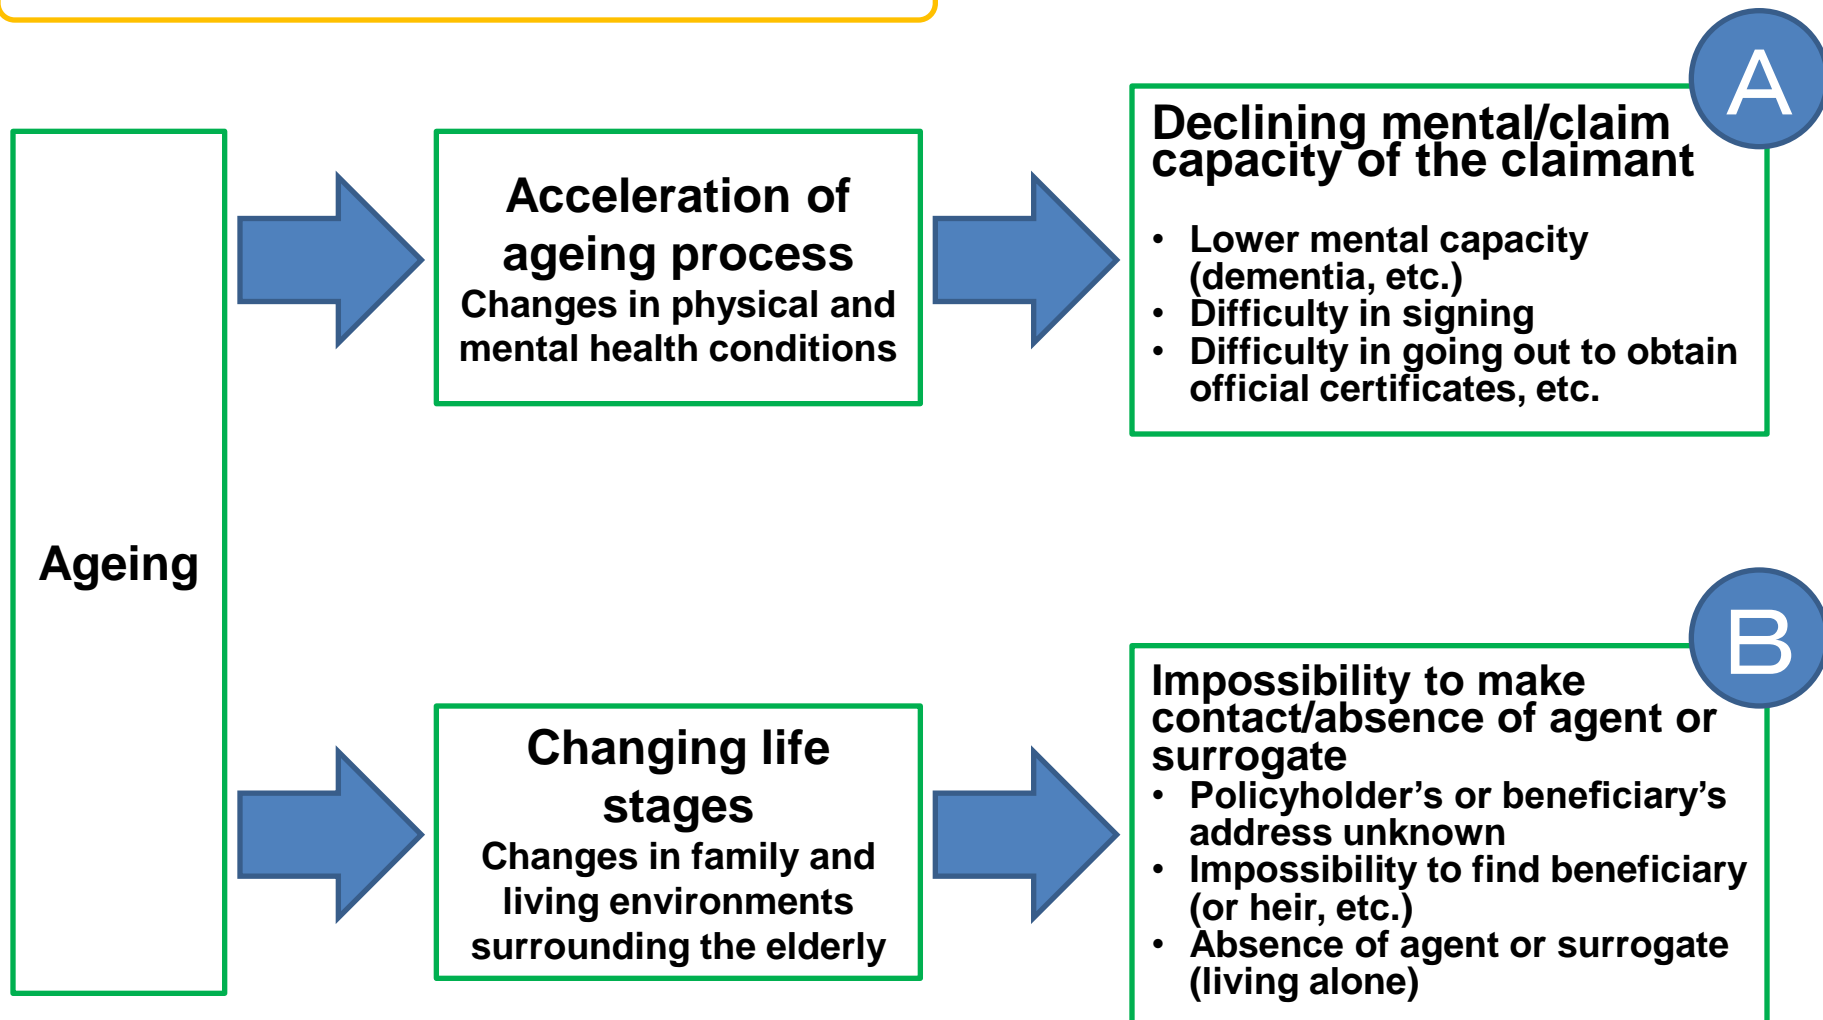 Ageing
Acceleration of
ageing process
Changes in physical and
mental health conditions
A
Declining mental/claim
capacity of the claimant
• Lower mental capacity
(dementia, etc.)
• Difficulty in signing
• Difficulty in going out to obtain
official certificates, etc.
Changing life
stages
Changes in family and
living environments
surrounding the elderly
B
Impossibility to make
contact/absence of agent or
surrogate
• Policyholder’s or beneficiary’s
address unknown
• Impossibility to find beneficiary
(or heir, etc.)
• Absence of agent or surrogate
(living alone)